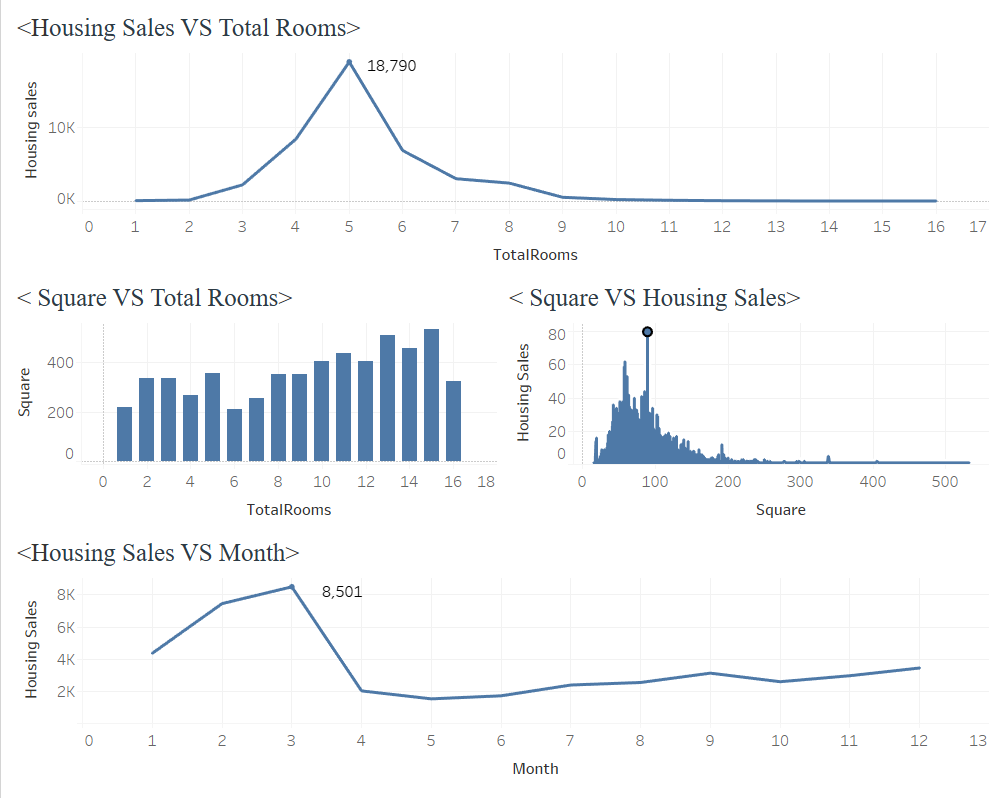 <Housing Sales VS Total Rooms>
18,790
Housing sales
10K
0K
0 1 2 3 4 5 6 7 8 9 10 11 12 13 14 15 16 17
TotalRooms
< Square VS Total Rooms>
Square
400
200
0
0 2 4 6 8 10 12 14 16 18
TotalRooms
< Square VS Housing Sales>
Housing Sales
80
60
40
20
0
0 100 200 300 400 500
Square
<Housing Sales VS Month>
8,501
Housing Sales
8K
6K
4K
2K
0 1 2 3 4 5 6 7 8 9 10 11 12 13
Month